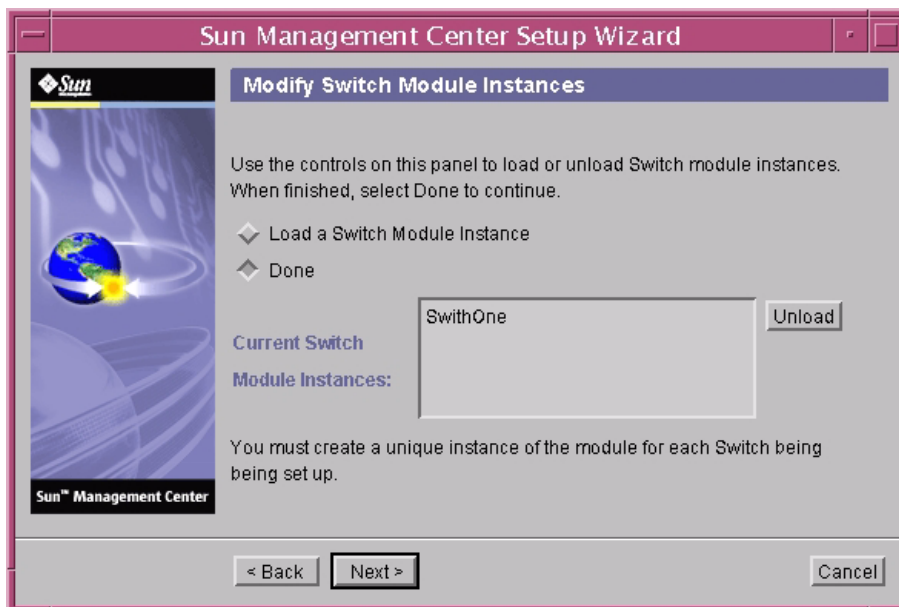 Sun Management Center Setup Wizard
Sun
Modify Switch Module Instances
Use the controls on this panel to load or unload Switch module instances.
When finished, select Done to continue.
Load a Switch Module Instance
Done
SwithOne
Unload
Current Switch
Module Instances:
You must create a unique instance of the module for each Switch being
being set up.
Sun™ Management Center
< Back
Next >
Cancel